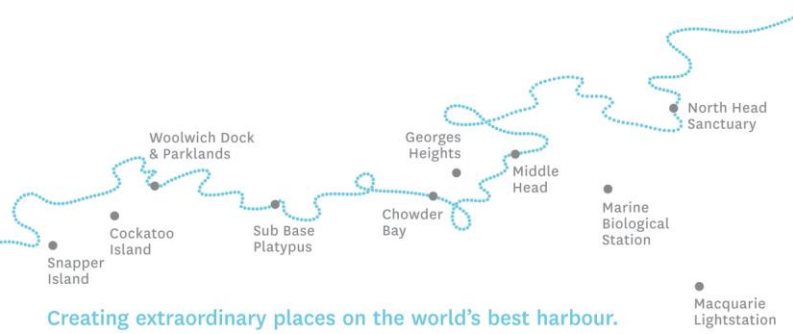 North Head
Sanctuary
Woolwich Dock
& Parklands
Georges
Heights
Middle
Head
Marine
Biological
Station
Chowder
Bay
Sub Base
Platypus
Cockatoo
Island
Snapper
Island
Macquarie
Lightstation
Creating extraordinary places on the world's best harbour.